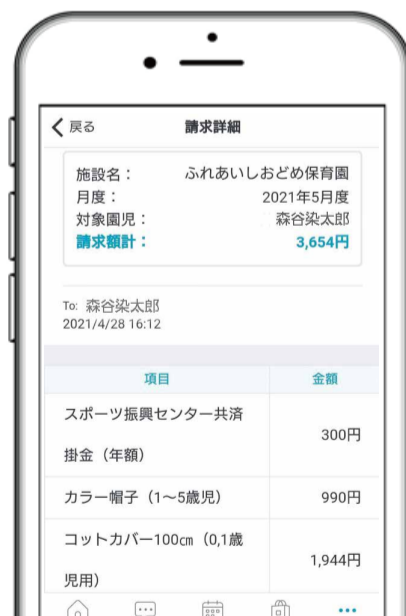 戻る
請求詳細
施設名： ふれあいしおどめ保育園
月度： 2021年5月度
対象園児： 森谷染太郎
請求額計： 3,654円
To: 森谷染太郎
2021/4/28 16:12
項目 金額
スポーツ振興センター共済
掛金（年額）
300円
カラー帽子（1〜5歳児） 990円
コットカバー100㎝（0,1歳
児用）
1,944円